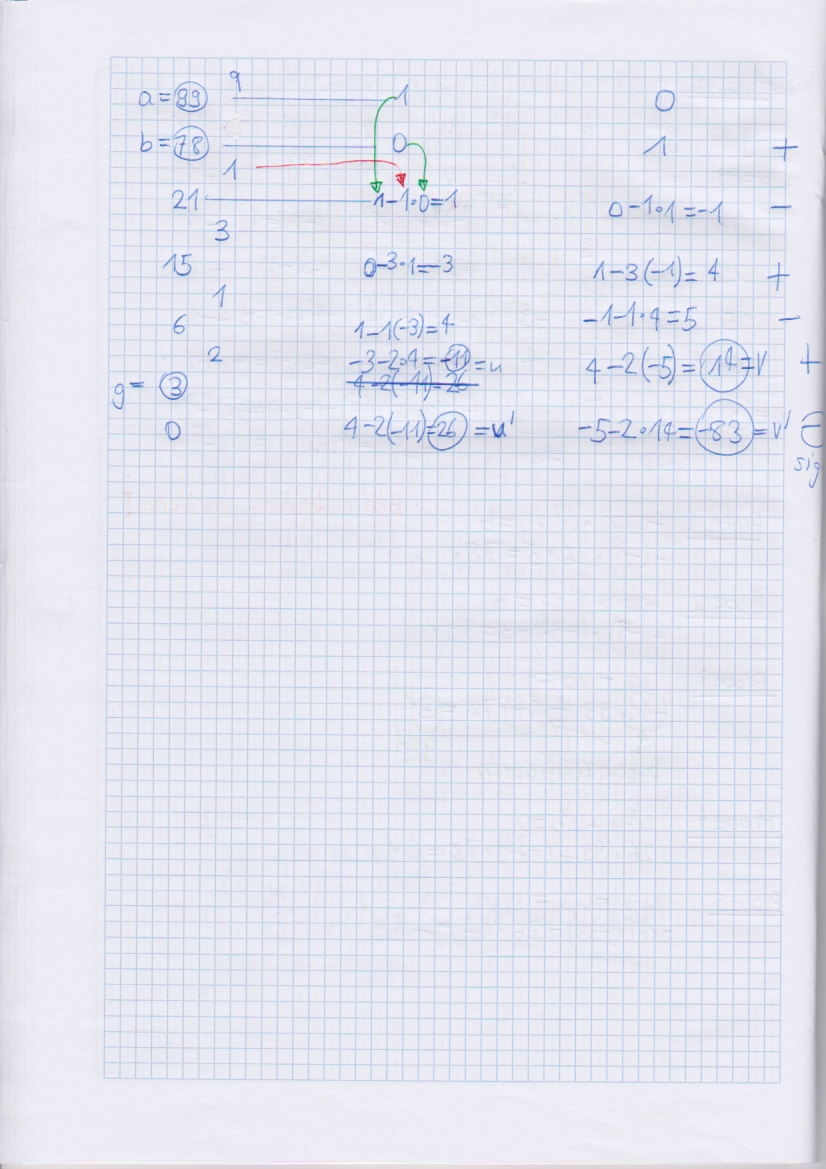 q
a = 99 1 0
b = 78 0 1 +
1
21 1-1·0=1 0-1·1=-1 -
3
15 0-3·1=-3 1-3(-1)=4 +
1
6 1-1(-3)=4 -1-1·4=5 -
2
-3-2·4=-11=u 4-2(-5)=14=V +
g= 3 4-2(-11)=26
0 4-2(-11)=26=u' -5-2·14=-83=v' -
sig